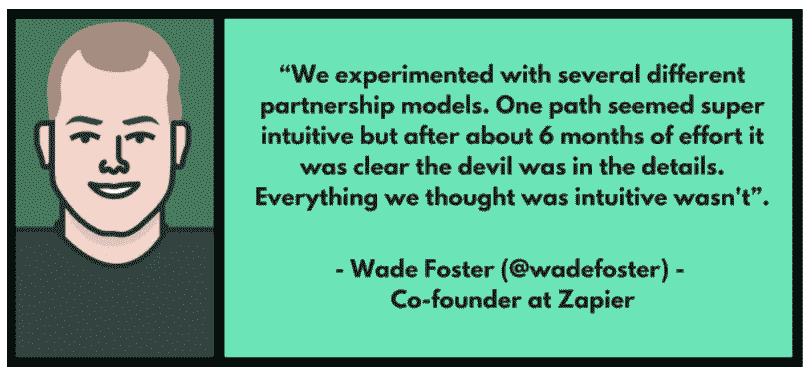 “We experimented with several different
partnership models. One path seemed super
intuitive but after about 6 months of effort it
was clear the devil was in the details.
Everything we thought was intuitive wasn't”.
- Wade Foster (@wadefoster) -
Co-founder at Zapier